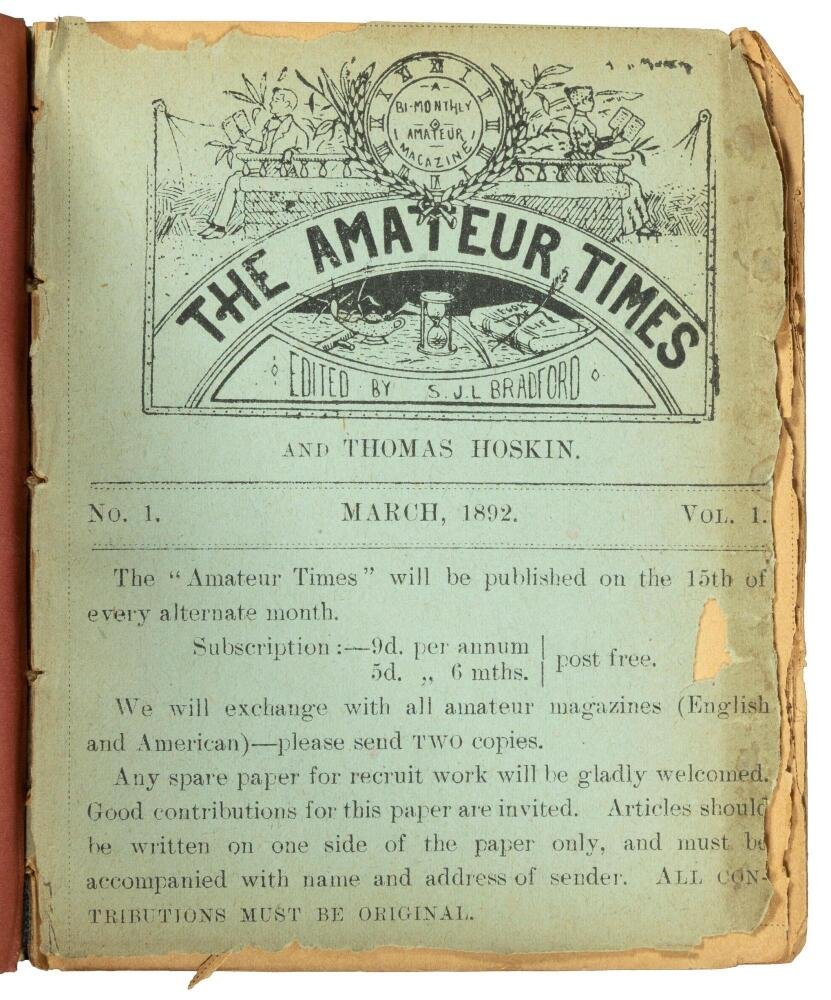 BI-MONTHLY
AMATEUR
MAGAZINE
THE AMATEUR TIMES
BOOK
OF
LIFE
EDITED BY S.J.L BRADFORD
AND THOMAS HOSKIN.
No. 1. MARCH, 1892. VOL. 1.
The “Amateur Times” will be published on the 15th of
every alternate month.
Subscription :—9d. per annum | post free.
5d. „ 6 mths. |
We will exchange with all amateur magazines (English
and American)—please send TWO copies.
Any spare paper for recruit work will be gladly welcomed.
Good contributions for this paper are invited. Articles should
be written on one side of the paper only, and must be
accompanied with name and address of sender. ALL CON-
TRIBUTIONS MUST BE ORIGINAL.